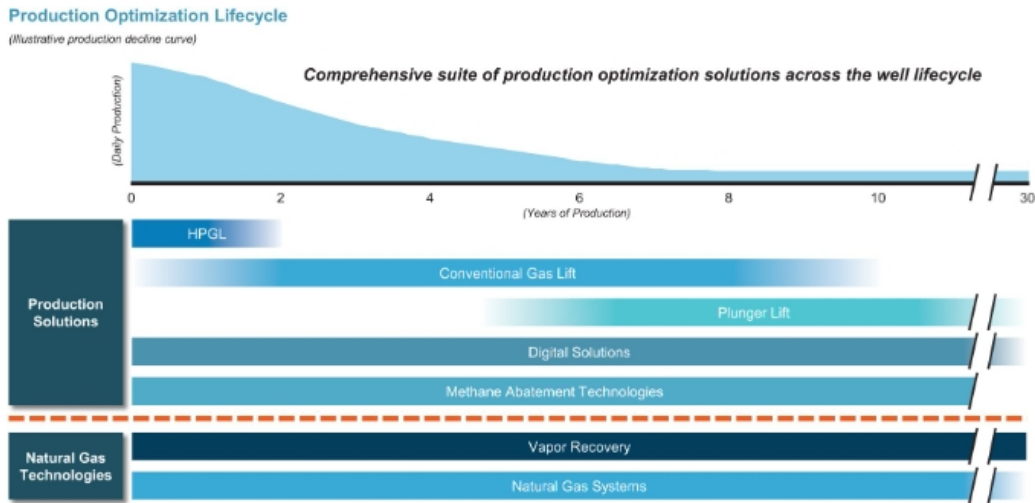 Production Optimization Lifecycle
(Illustrative production decline curve)
Comprehensive suite of production optimization solutions across the well lifecycle
(Daily Production)
0 2 4 6 8 10 30
(Years of Production)
Production
Solutions
HPGL
Conventional Gas Lift
Plunger Lift
Digital Solutions
Methane Abatement Technologies
Natural Gas
Technologies
Vapor Recovery
Natural Gas Systems